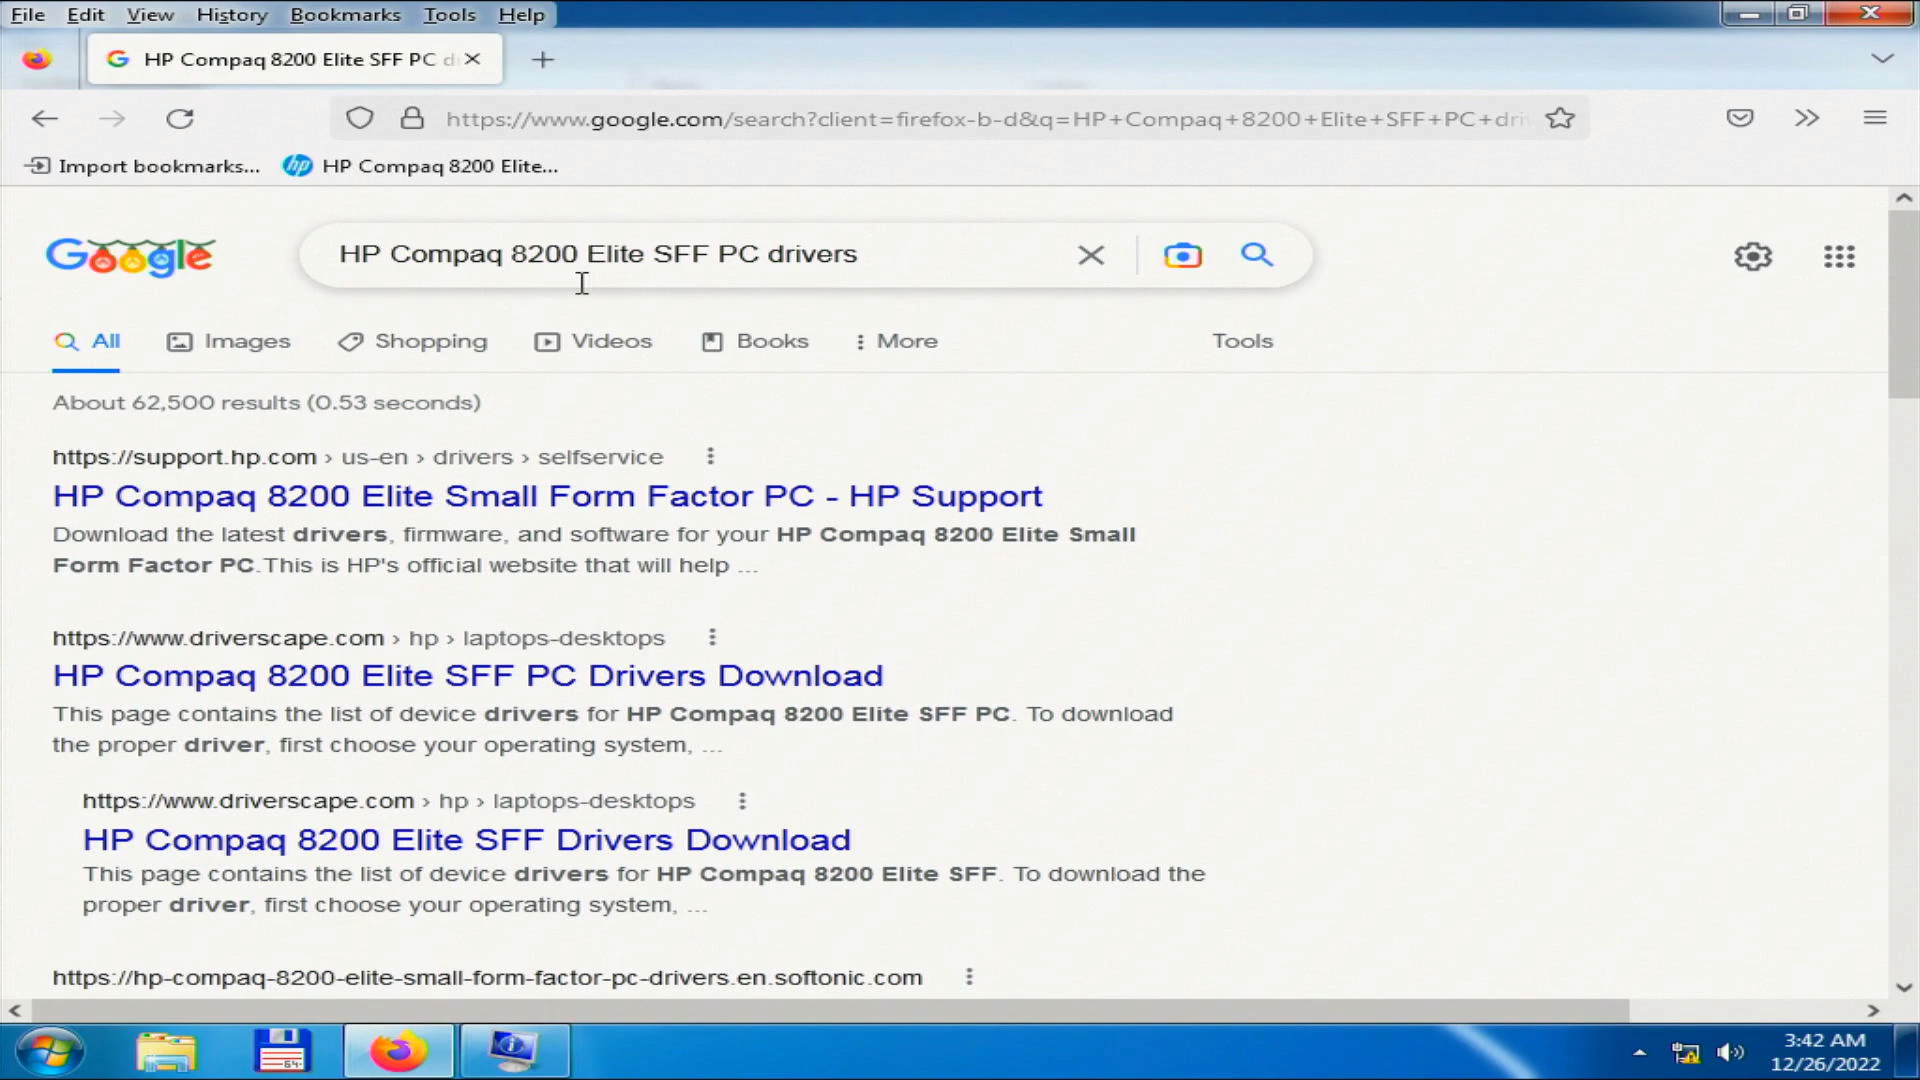 File Edit View History Bookmarks Tools Help
HP Compaq 8200 Elite SFF PC d
https://www.google.com/search?client=firefox-b-d&q=HP+Compaq+8200+Elite+SFF+PC+driv
Import bookmarks... hp HP Compaq 8200 Elite...
Google HP Compaq 8200 Elite SFF PC drivers
All Images Shopping Videos Books More Tools
About 62,500 results (0.53 seconds)
https://support.hp.com › us-en › drivers › selfservice
HP Compaq 8200 Elite Small Form Factor PC - HP Support
Download the latest drivers, firmware, and software for your HP Compaq 8200 Elite Small
Form Factor PC.This is HP's official website that will help ...
https://www.driverscape.com › hp › laptops-desktops
HP Compaq 8200 Elite SFF PC Drivers Download
This page contains the list of device drivers for HP Compaq 8200 Elite SFF PC. To download
the proper driver, first choose your operating system, ...
https://www.driverscape.com › hp › laptops-desktops
HP Compaq 8200 Elite SFF Drivers Download
This page contains the list of device drivers for HP Compaq 8200 Elite SFF. To download the
proper driver, first choose your operating system, ...
https://hp-compaq-8200-elite-small-form-factor-pc-drivers.en.softonic.com
64
3:42 AM
12/26/2022